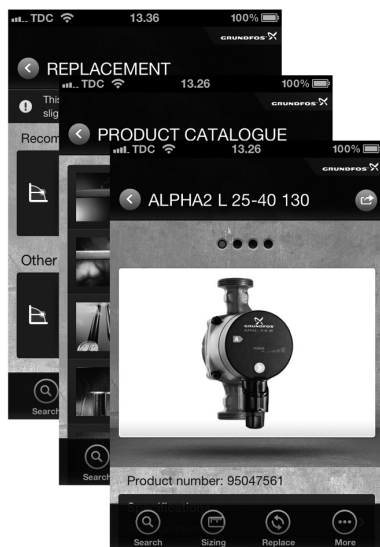 TDC 13.36 100%
GRUNDFOS
REPLACEMENT
This
Recom
Other
Search
TDC 13.26 100%
GRUNDFOS
PRODUCT CATALOGUE
Search
TDC 13.26 100%
GRUNDFOS
ALPHA2 L 25-40 130
GRUNDFOS
A
Product number: 95047561
Search Sizing Replace More